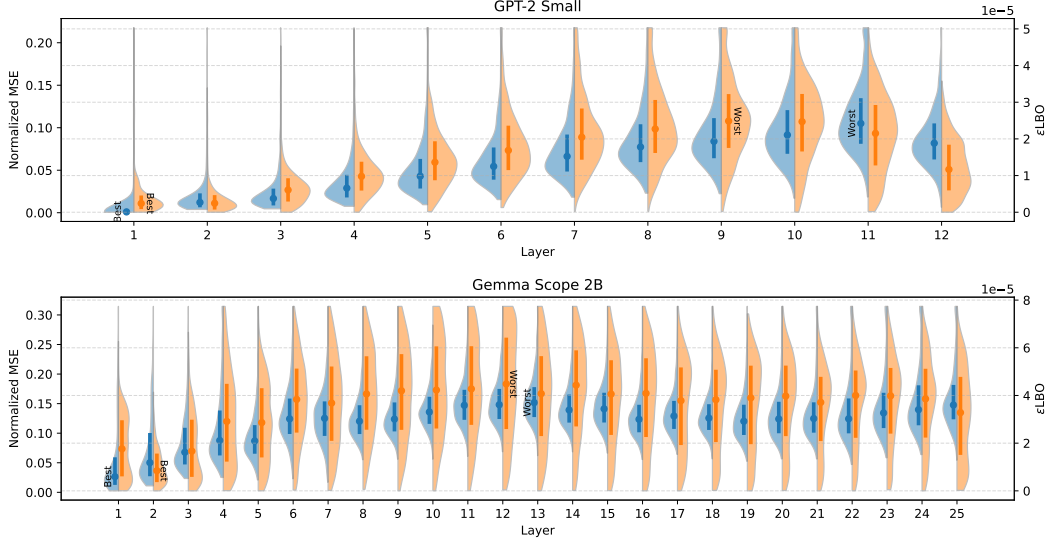 GPT-2 Small
1e−5
Normalized MSE
0.20
0.15
0.10
0.05
0.00
5
4
3
2
1
0
εLBO
Best
Best
Worst
Worst
1 2 3 4 5 6 7 8 9 10 11 12
Layer
Gemma Scope 2B
1e−5
Normalized MSE
0.30
0.25
0.20
0.15
0.10
0.05
0.00
8
6
4
2
0
εLBO
Best
Best
Worst
Worst
1 2 3 4 5 6 7 8 9 10 11 12 13 14 15 16 17 18 19 20 21 22 23 24 25
Layer